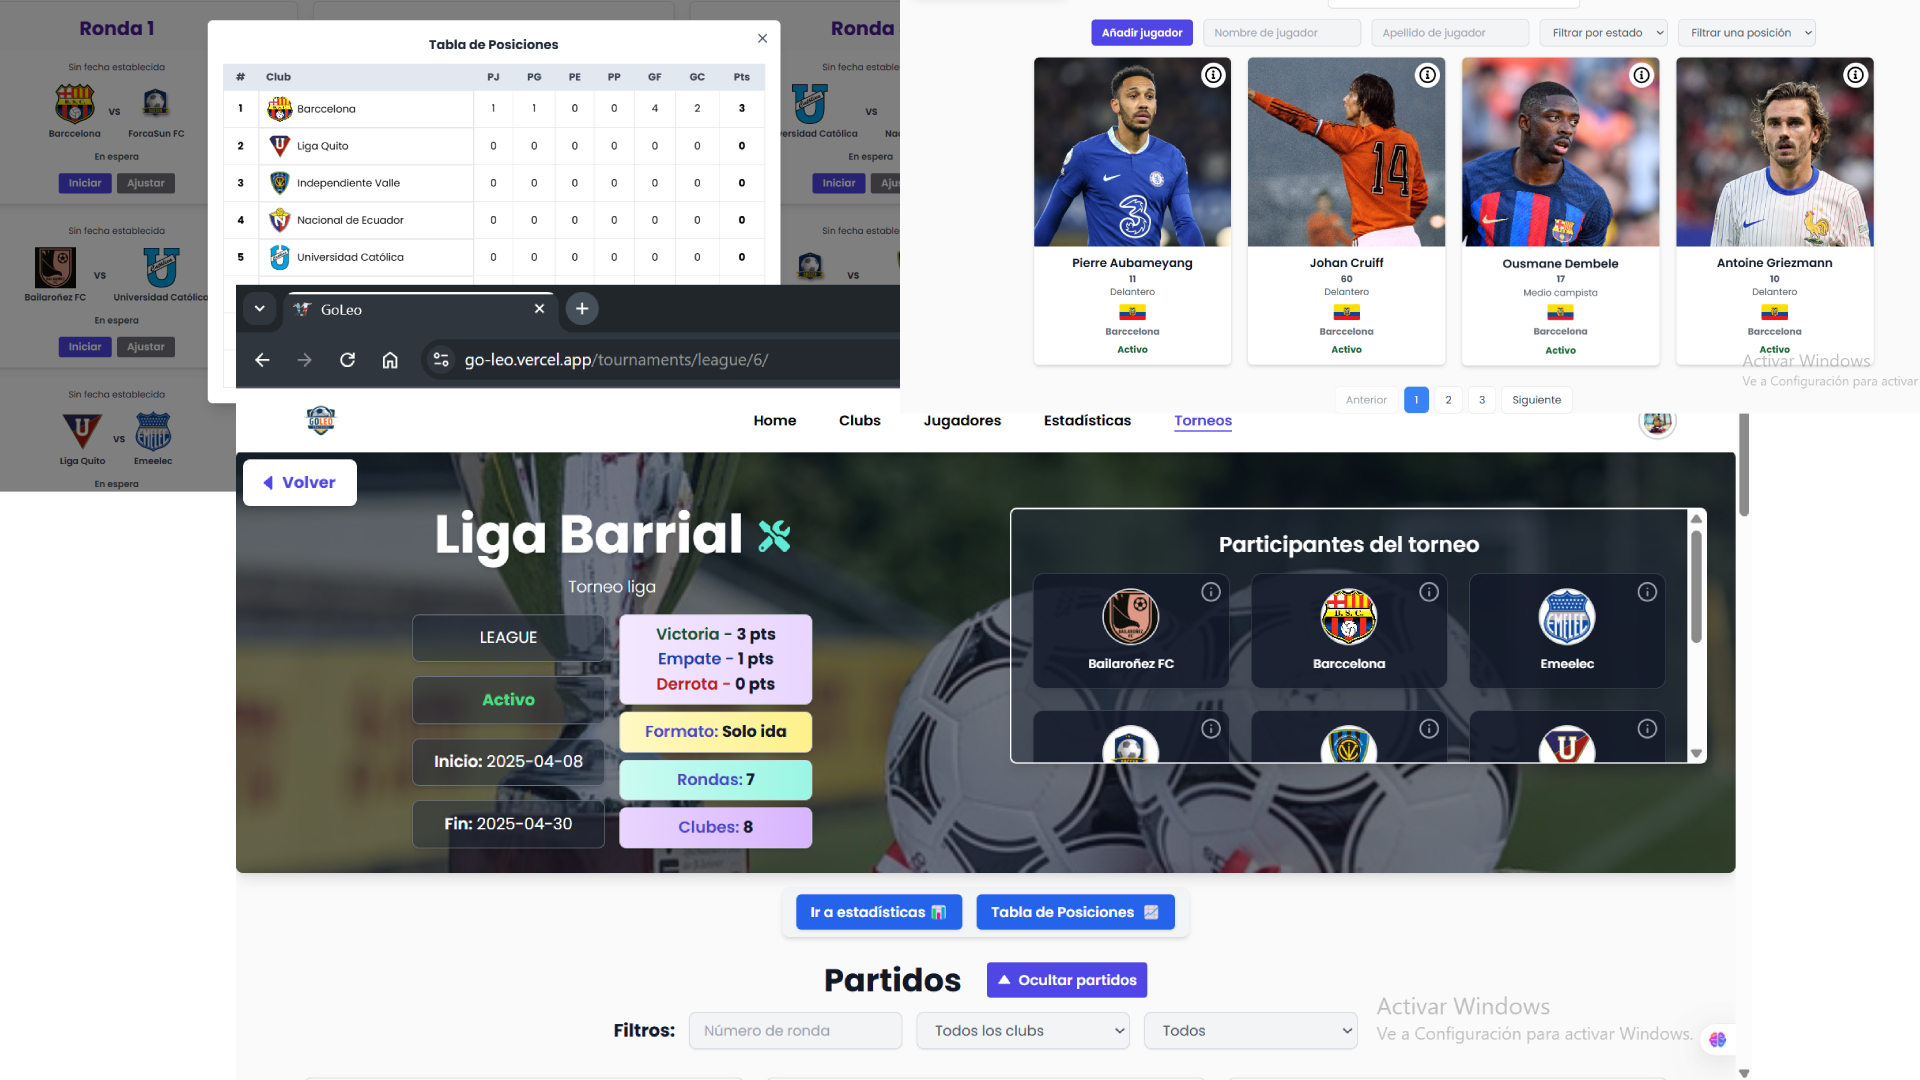 Ronda 1
Sin fecha establecida
vs
Barccelona
ForcaSun FC
En espera
Iniciar
Ajustar
Sin fecha establecida
vs
Bailaroñez FC
Universidad Católica
En espera
Iniciar
Ajustar
Sin fecha establecida
vs
Liga Quito
Emeelec
En espera
Tabla de Posiciones
# Club PJ PG PE PP GF GC Pts
1 Barccelona 1 1 0 0 4 2 3
2 Liga Quito 0 0 0 0 0 0 0
3 Independiente Valle 0 0 0 0 0 0 0
4 Nacional de Ecuador 0 0 0 0 0 0 0
5 Universidad Católica 0 0 0 0 0 0 0
Ronda
Sin fecha estable
vs
ersidad Católica
Na
En espera
Iniciar
Aju
Sin fecha estable
vs
Añadir jugador
Nombre de jugador
Apellido de jugador
Filtrar por estado
Filtrar una posición
14
3
Pierre Aubameyang
11
Delantero
Barccelona
Activo
Johan Cruiff
60
Delantero
Barccelona
Activo
Ousmane Dembele
17
Medio campista
Barccelona
Activo
Antoine Griezmann
10
Delantero
Barccelona
Activo
Activar Windows
Ve a Configuración para activar
Anterior
1
2
3
Siguiente
GoLeo
go-leo.vercel.app/tournaments/league/6/
GOLEO
Home
Clubs
Jugadores
Estadísticas
Torneos
Volver
Liga Barrial
Torneo liga
LEAGUE
Activo
Inicio: 2025-04-08
Fin: 2025-04-30
Victoria - 3 pts
Empate - 1 pts
Derrota - 0 pts
Formato: Solo ida
Rondas: 7
Clubes: 8
Participantes del torneo
B. S. C.
EMELEC
Bailaroñez FC
Barccelona
Emeelec
U
Ir a estadísticas
Tabla de Posiciones
Partidos
Ocultar partidos
Filtros:
Número de ronda
Todos los clubs
Todos
Activar Windows
Ve a Configuración para activar Windows.